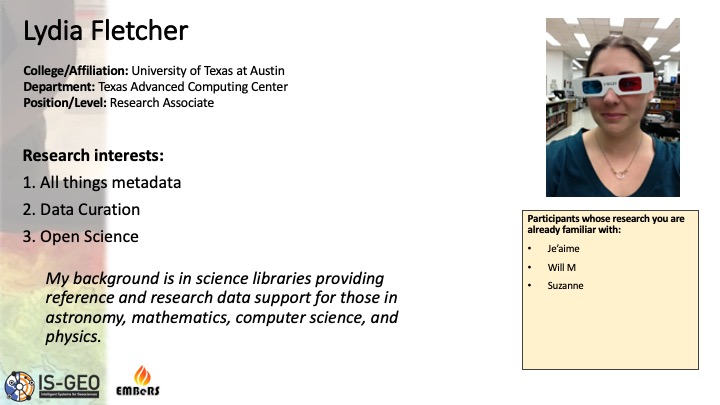 Lydia Fletcher
College/Affiliation: University of Texas at Austin
Department: Texas Advanced Computing Center
Position/Level: Research Associate
Research interests:
1. All things metadata
2. Data Curation
3. Open Science
My background is in science libraries providing
reference and research data support for those in
astronomy, mathematics, computer science, and
physics.
Participants whose research you are
already familiar with:
• Je'aime
• Will M
• Suzanne
IS-GEO
Intelligent Systems for Geosciences
EMBeRS